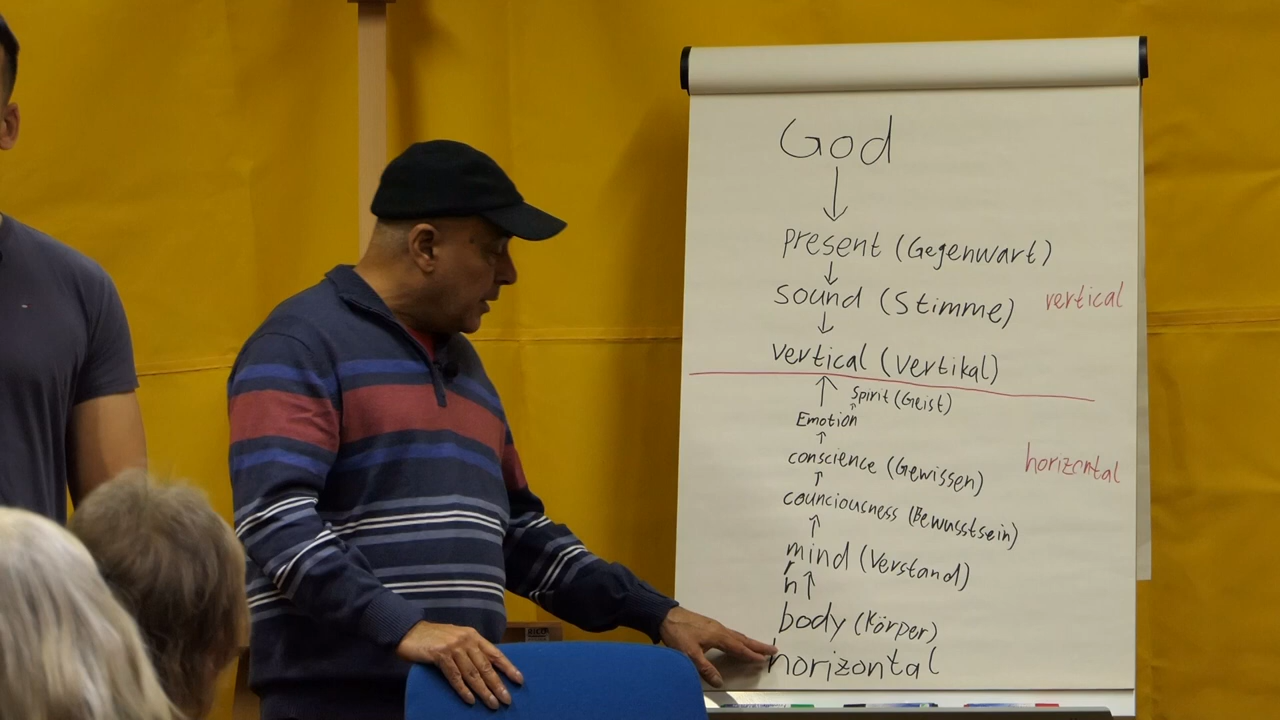 God
present (Gegenwart)
sound (Stimme)
vertical
vertical (Vertikal)
Spirit (Geist)
Emotion
conscience (Gewissen)
horizontal
counciousness (Bewusstsein)
mind (Verstand)
r
h
body (Körper)
horizontal